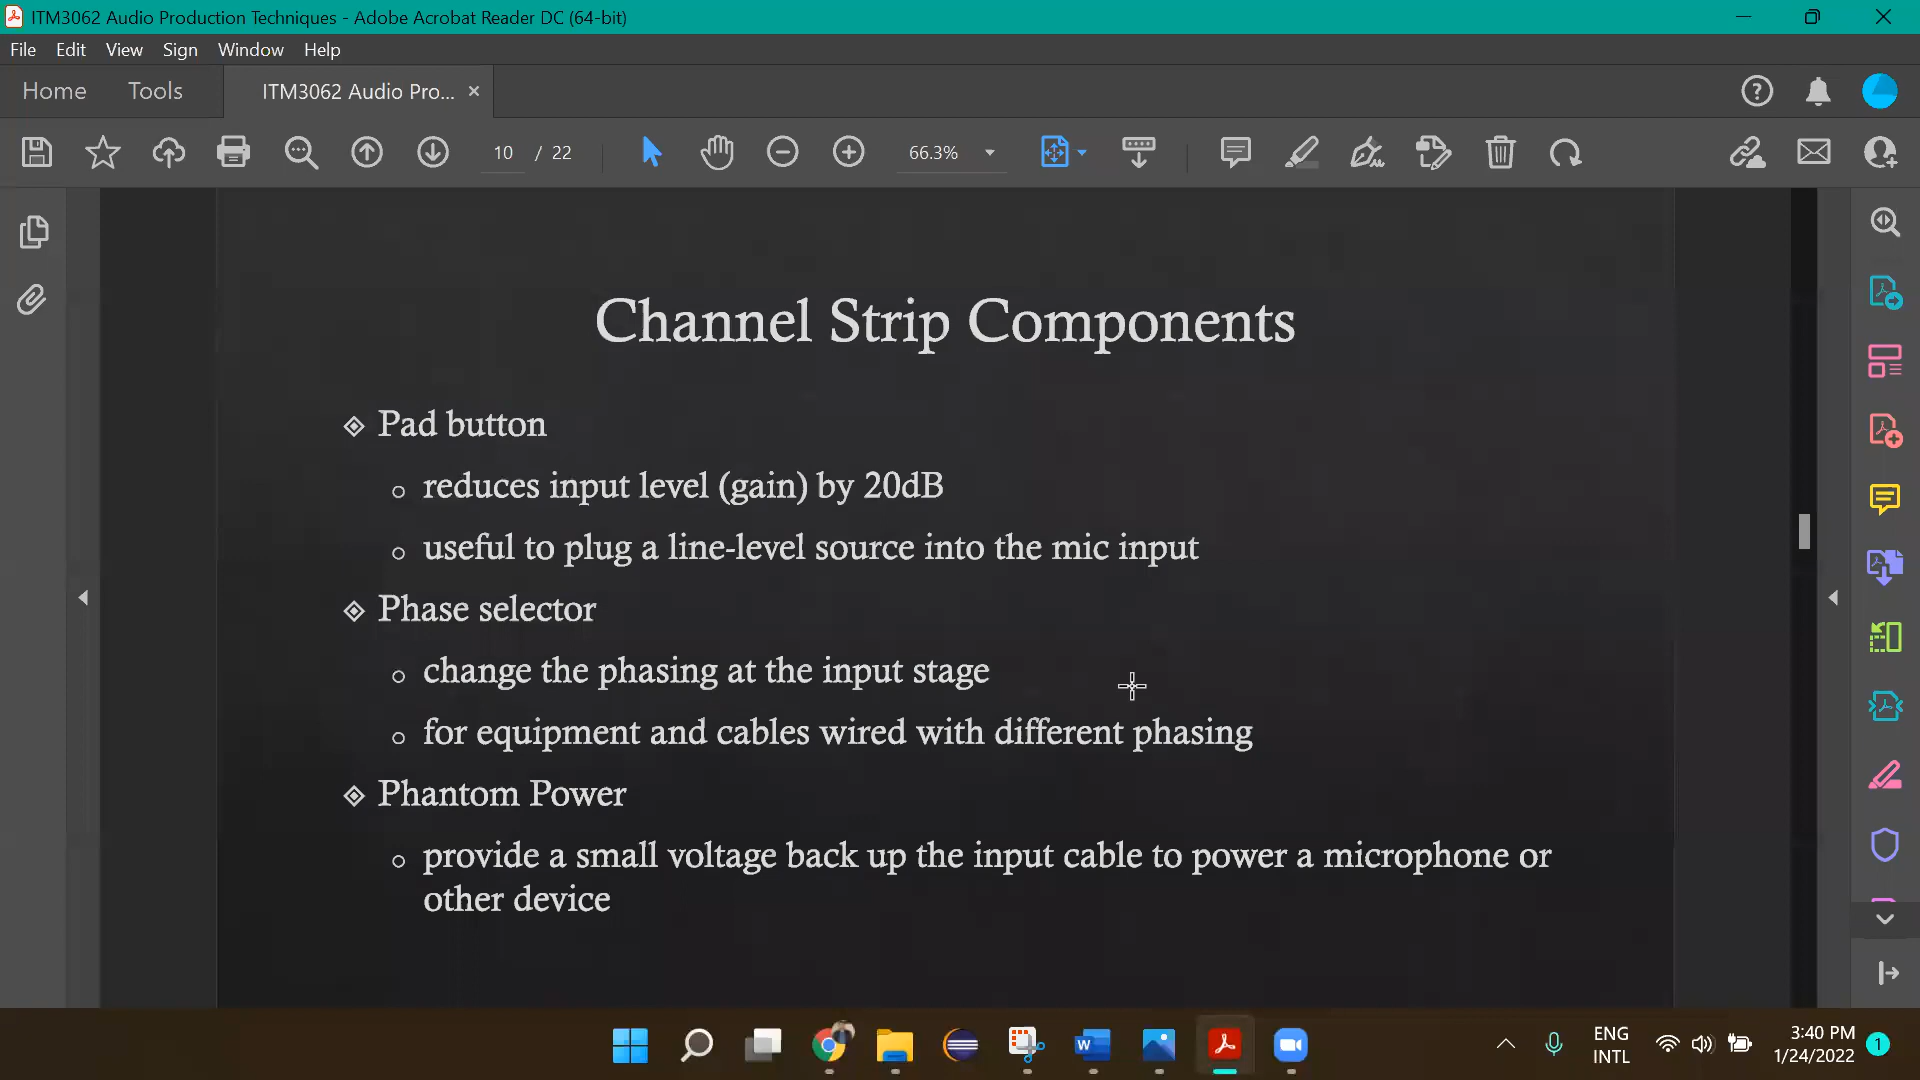 ITM3062 Audio Production Techniques - Adobe Acrobat Reader DC (64-bit)
File Edit View Sign Window Help
Home Tools ITM3062 Audio Pro... ×
10 / 22 66.3%
Channel Strip Components
Pad button
reduces input level (gain) by 20dB
useful to plug a line-level source into the mic input
Phase selector
change the phasing at the input stage
for equipment and cables wired with different phasing
Phantom Power
provide a small voltage back up the input cable to power a microphone or
other device
ENG
INTL
3:40 PM
1/24/2022
1